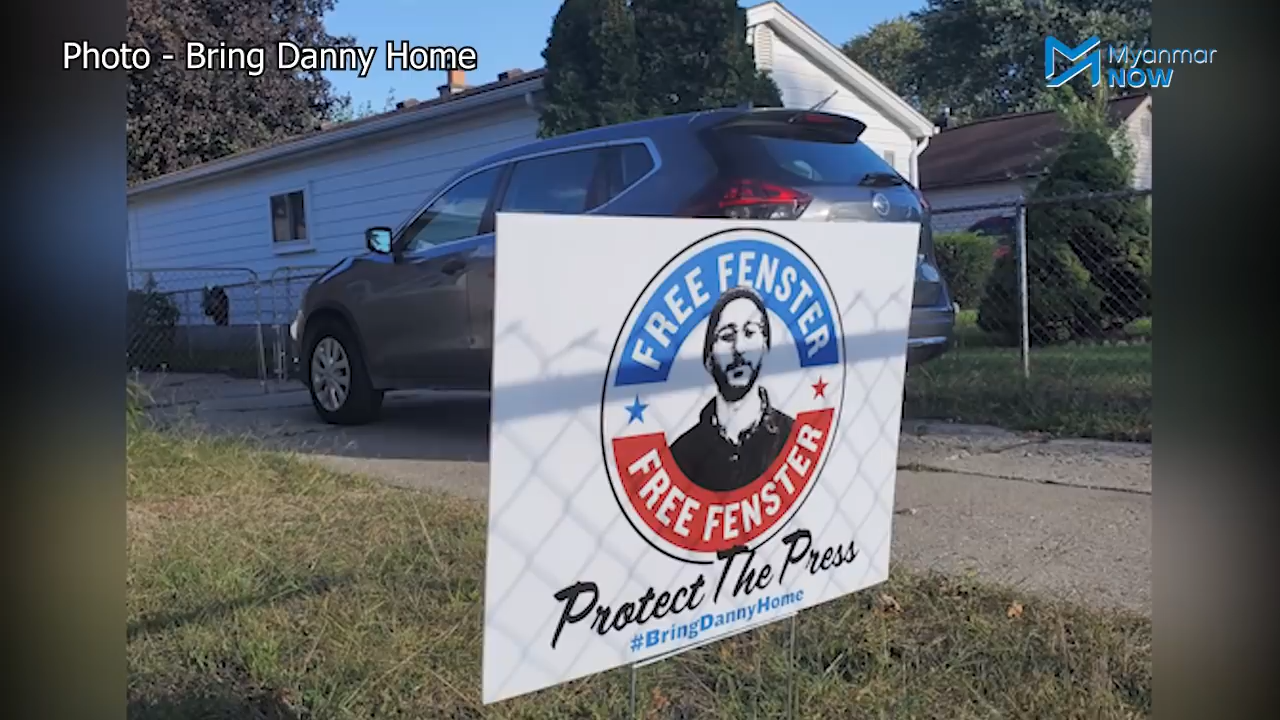 Photo - Bring Danny Home
Myanmar
NOW
FREE FENSTER
FREE FENSTER
Protect The Press
#BringDannyHome